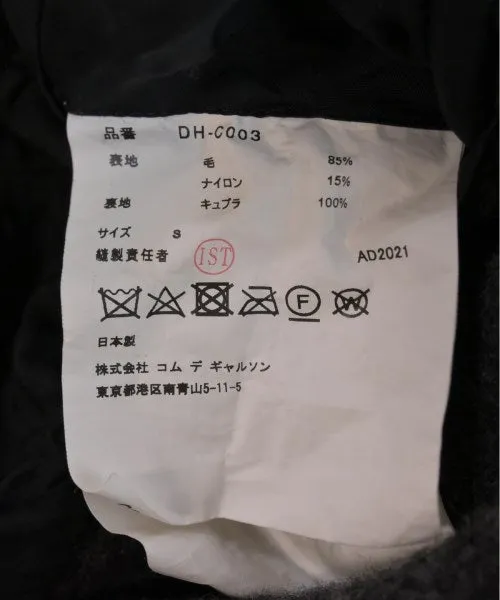 品番 DH-C003
表地 毛 85%
ナイロン 15%
裏地 キュプラ 100%
サイズ S
縫製責任者 IST AD2021
F W
日本製
株式会社 コム デ ギャルソン
東京都港区南青山5-11-5